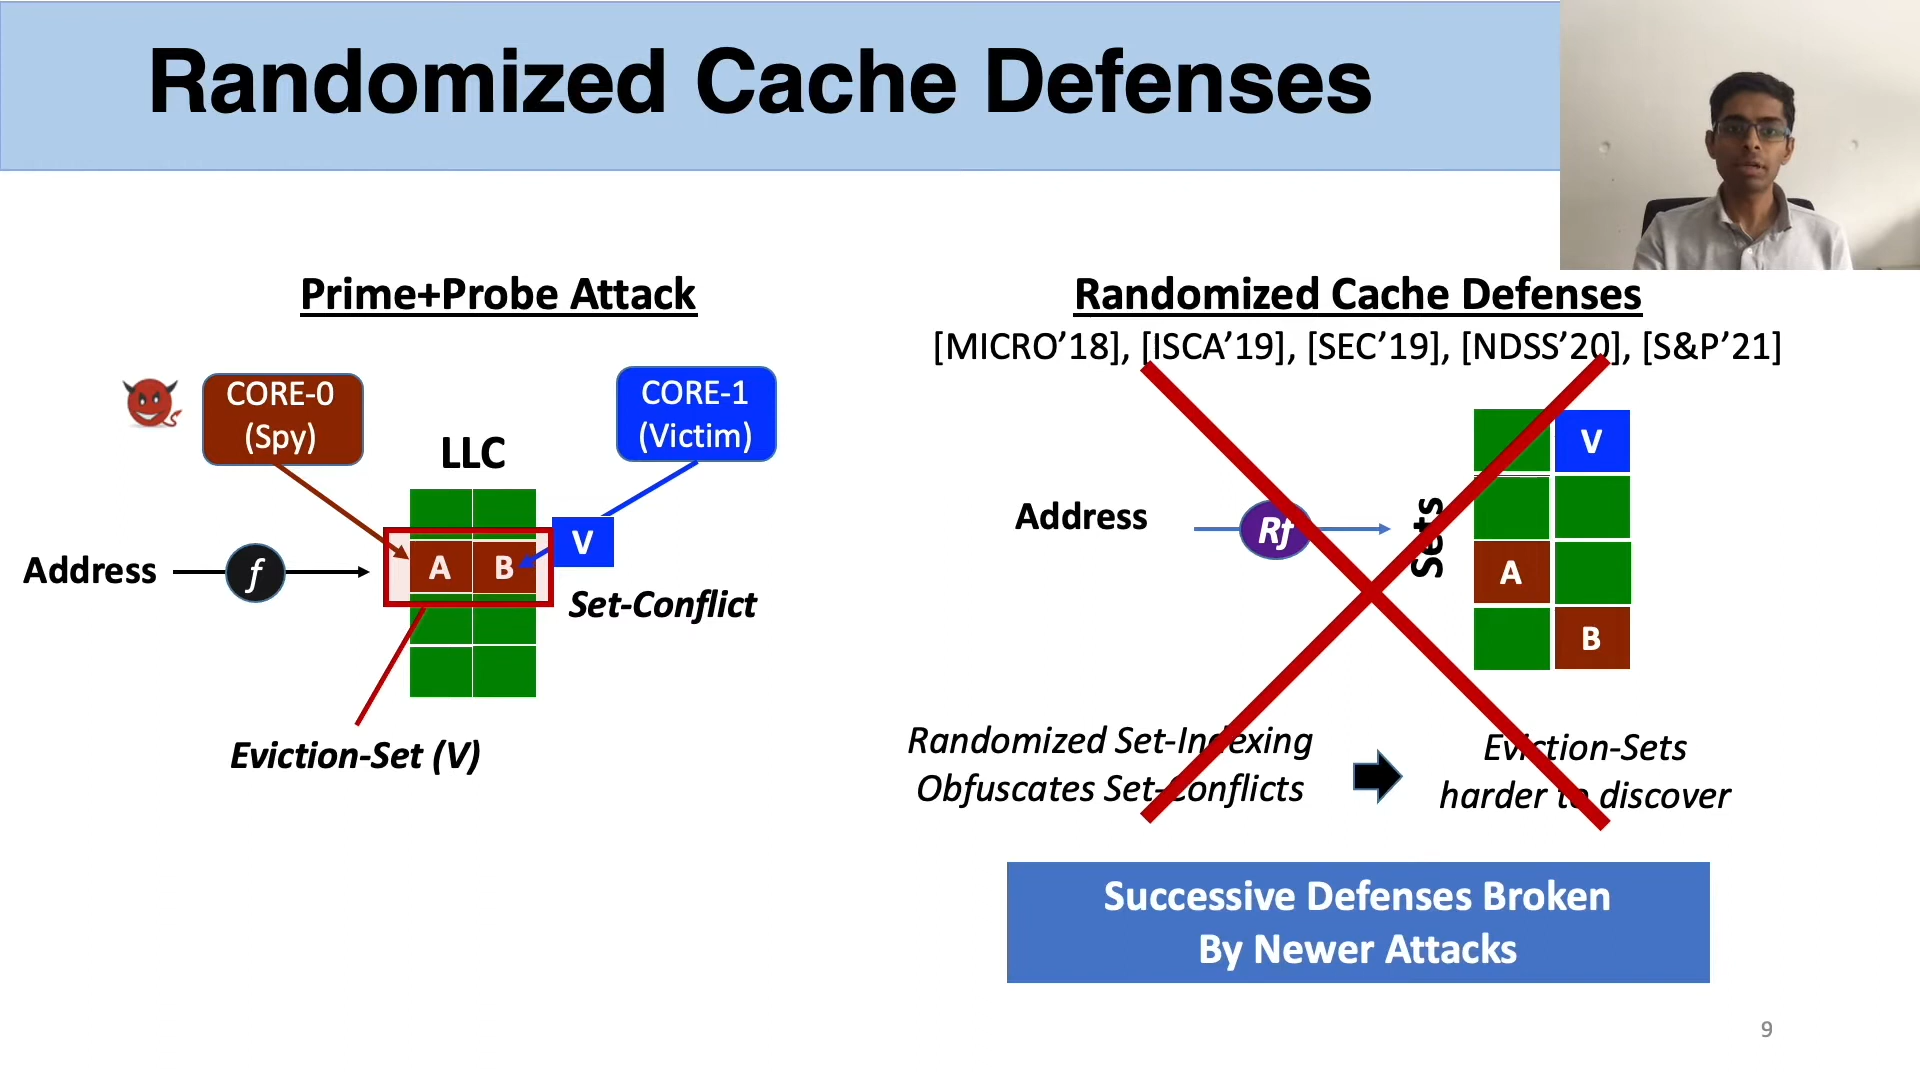 Randomized Cache Defenses
Prime+Probe Attack
CORE-0
(Spy)
CORE-1
(Victim)
LLC
V
Address
f
A
B
Set-Conflict
Eviction-Set (V)
Randomized Cache Defenses
[MICRO’18], [ISCA’19], [SEC’19], [NDSS’20], [S&P’21]
V
Address
Rf
Sets
A
B
Randomized Set-Indexing
Obfuscates Set-Conflicts
Eviction-Sets
harder to discover
Successive Defenses Broken
By Newer Attacks
9